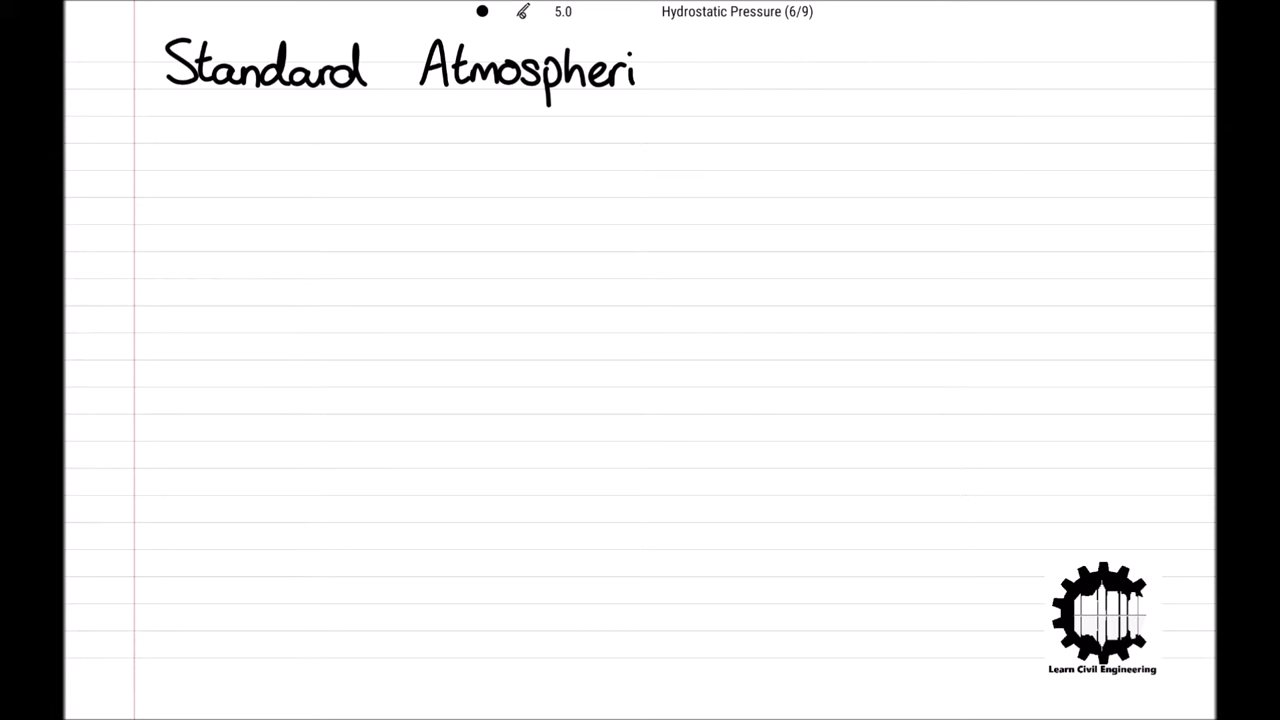 5.0 Hydrostatic Pressure (6/9)
Standard Atmospheri
Learn Civil Engineering